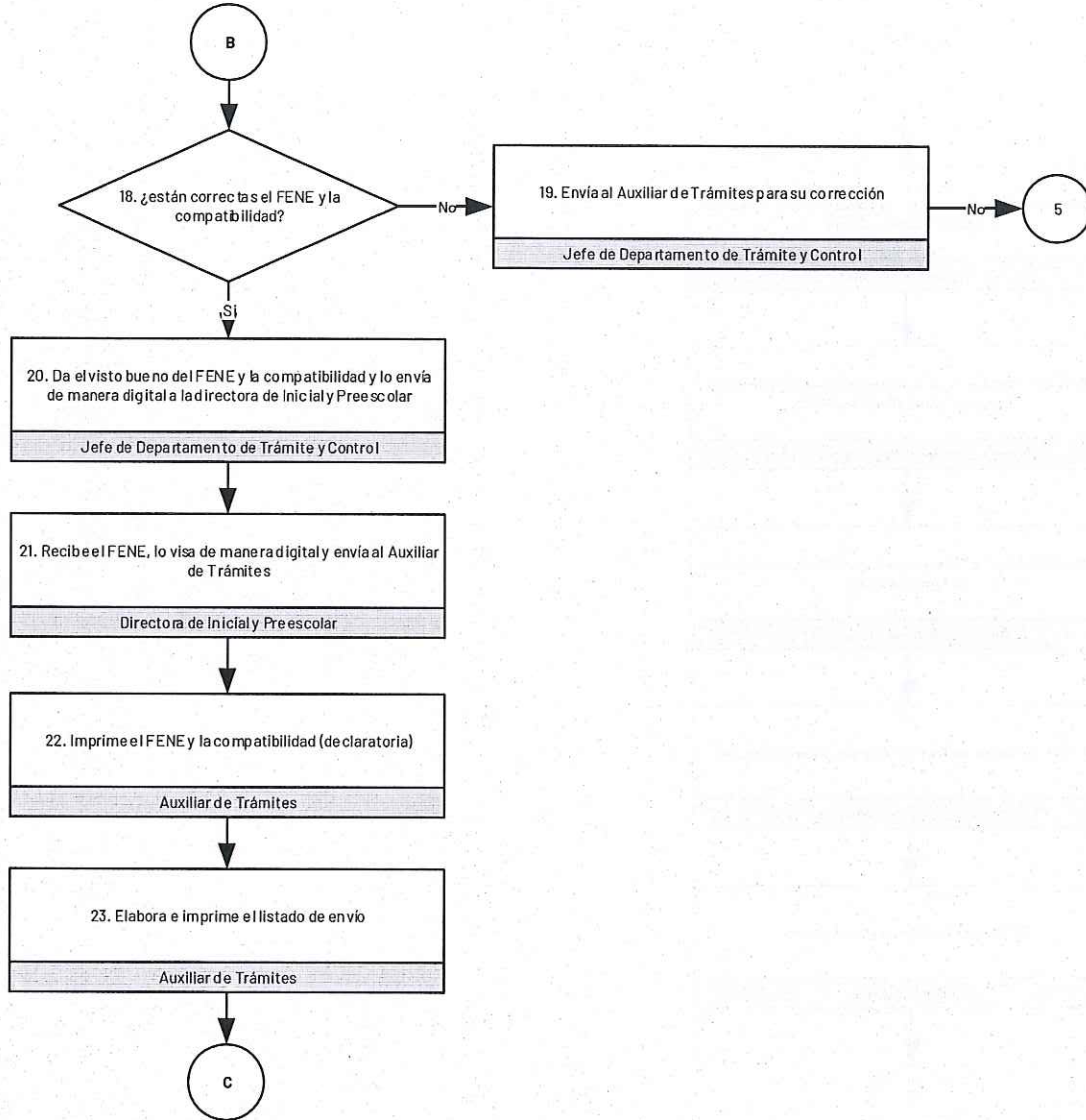 B
18. ¿están correctas el FENE y la
compatibilidad?
No
19. Envía al Auxiliar de Trámites para su corrección
Jefe de Departamento de Trámite y Control
No
5
Si
20. Da el visto bueno del FENE y la compatibilidad y lo envía
de manera digital a la directora de Inicial y Preescolar
Jefe de Departamento de Trámite y Control
21. Recibe el FENE, lo visa de manera digital y envía al Auxiliar
de Trámites
Directora de Inicial y Preescolar
22. Imprime el FENE y la compatibilidad (declaratoria)
Auxiliar de Trámites
23. Elabora e imprime el listado de envío
Auxiliar de Trámites
C